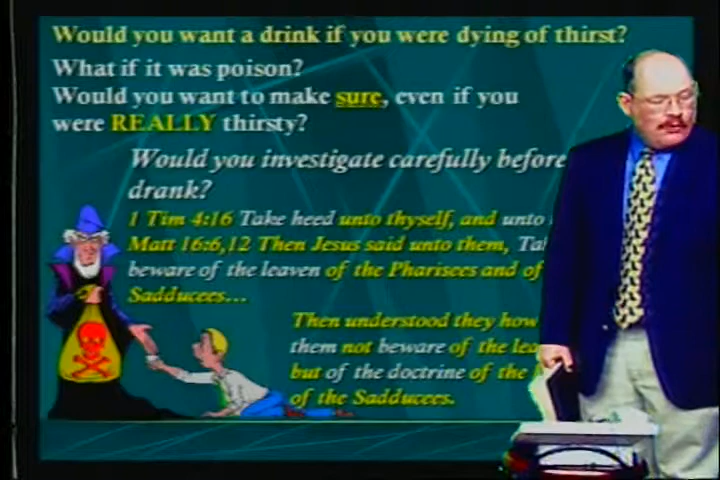 Would you want a drink if you were dying of thirst?
What if it was poison?
Would you want to make sure, even if you
were REALLY thirsty?
Would you investigate carefully before
drank?
1 Tim 4:16 Take heed unto thyself, and unto
Matt 16:6,12 Then Jesus said unto them,
beware of the leaven of the Pharisees and of
Sadducees…
Then understood they how
them not beware of the
but of the doctrine of the
of the Sadducees.